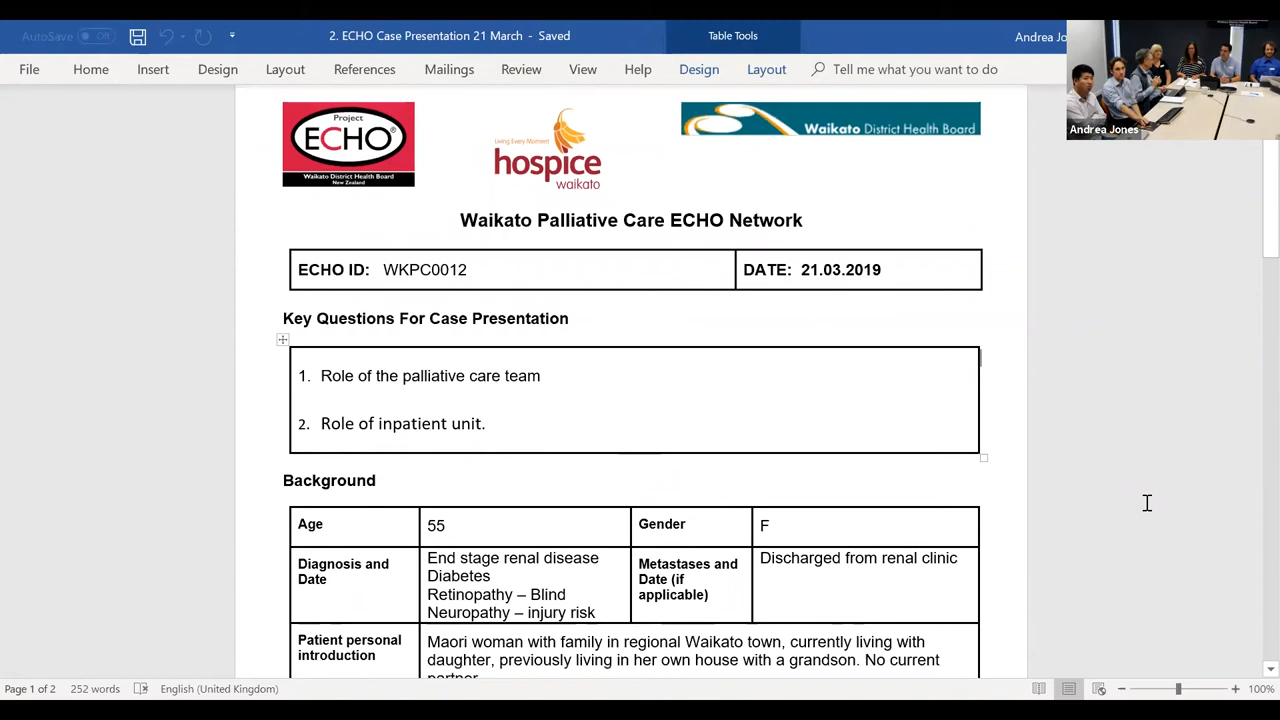 AutoSave Off
2. ECHO Case Presentation 21 March - Saved
Table Tools
Andrea Jo
File Home Insert Design Layout References Mailings Review View Help Design Layout Tell me what you want to do
Andrea Jones
Project
ECHO®
Waikato District Health Board
New Zealand
Living Every Moment
hospice
waikato
Waikato District Health Board
Waikato Palliative Care ECHO Network
ECHO ID: WKPC0012 DATE: 21.03.2019
Key Questions For Case Presentation
1. Role of the palliative care team
2. Role of inpatient unit.
Background
Age 55 Gender F
Diagnosis and Date
End stage renal disease
Diabetes
Retinopathy – Blind
Neuropathy – injury risk
Metastases and
Date (if
applicable)
Discharged from renal clinic
Patient personal
introduction
Maori woman with family in regional Waikato town, currently living with
daughter, previously living in her own house with a grandson. No current
partner
Page 1 of 2 252 words English (United Kingdom) 100%